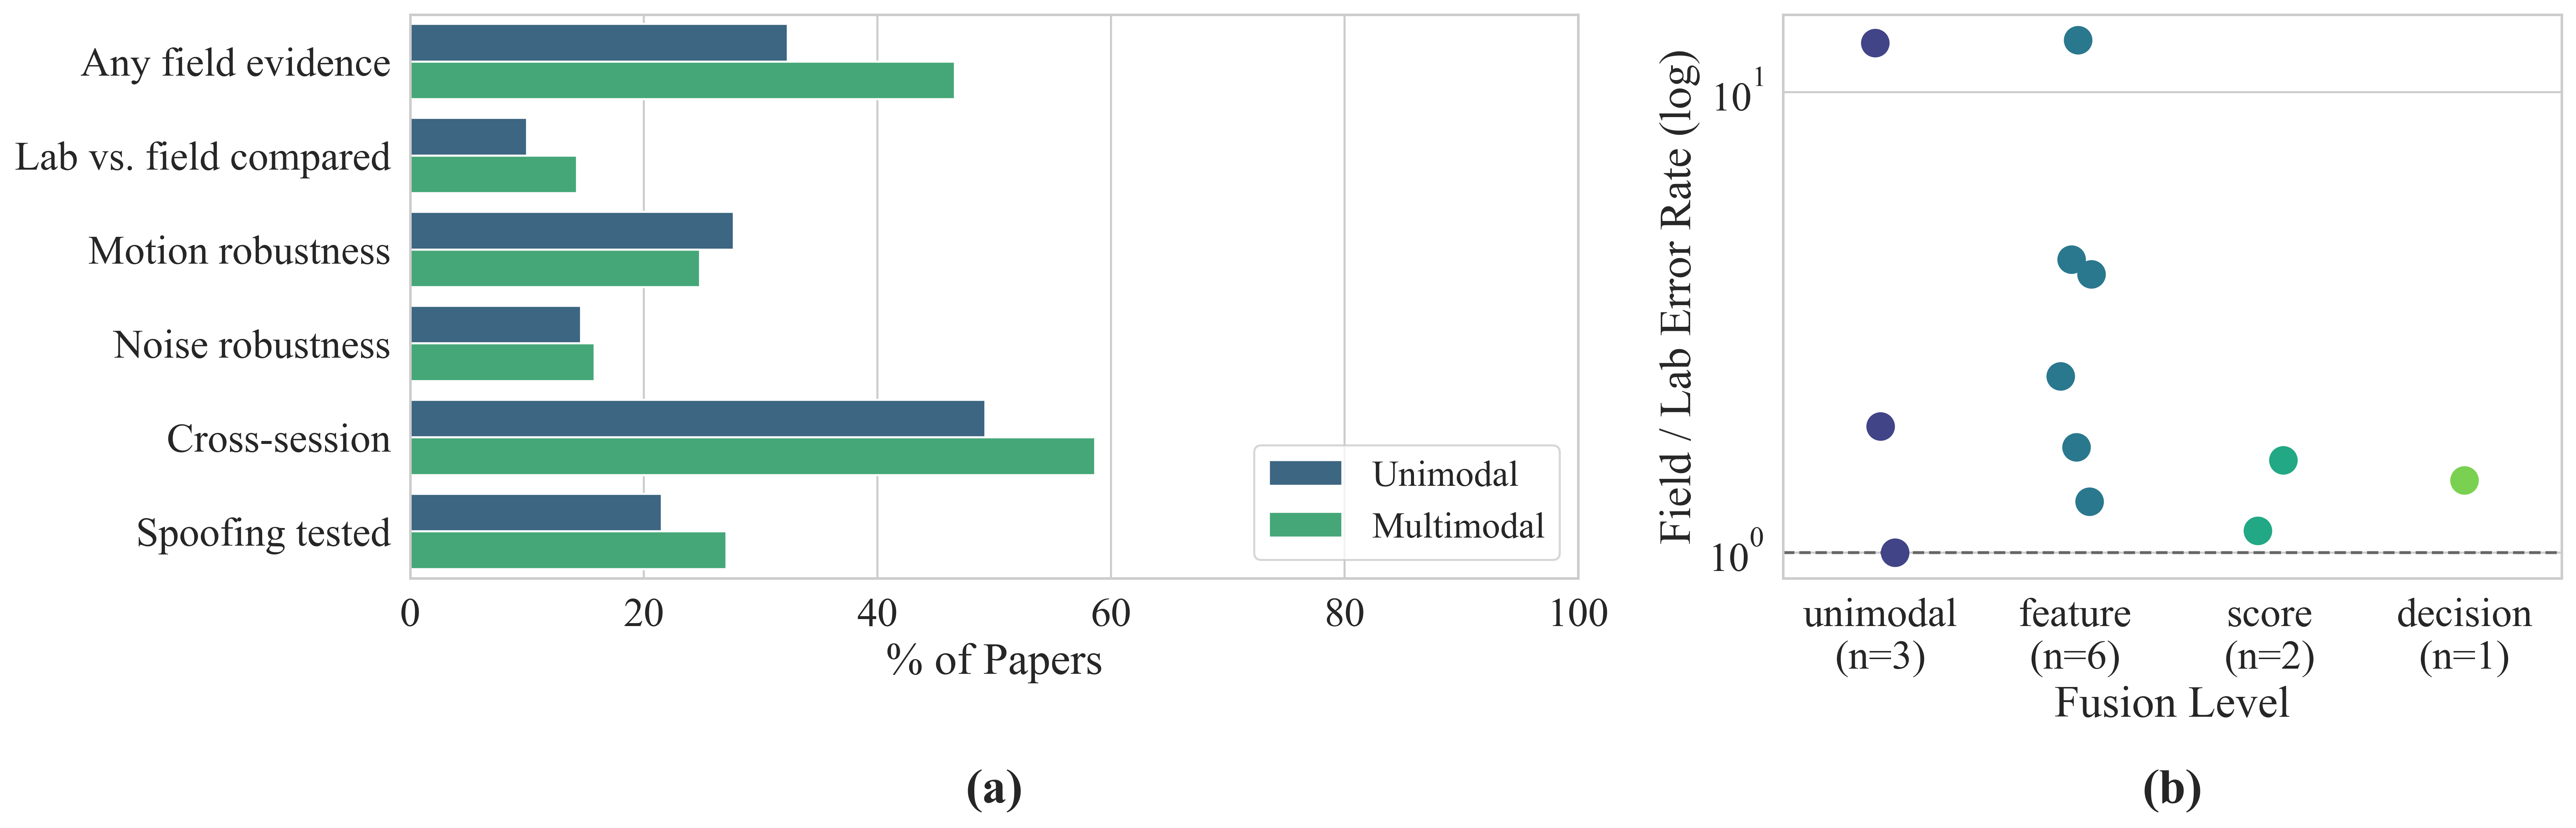 Any field evidence
Lab vs. field compared
Motion robustness
Noise robustness
Cross-session
Spoofing tested
Unimodal
Multimodal
0 20 40 60 80 100
% of Papers
(a)
Field / Lab Error Rate (log)
10^1
10^0
unimodal (n=3)
feature (n=6)
score (n=2)
decision (n=1)
Fusion Level
(b)